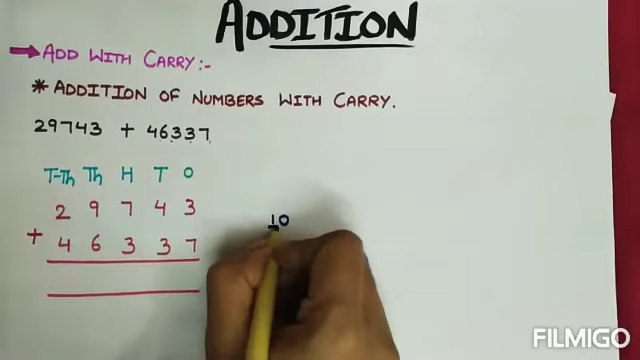 ADDITION
ADD WITH CARRY:-
* ADDITION OF NUMBERS WITH CARRY.
29743 + 46337
T-Th Th H T O
2 9 7 4 3
+ 4 6 3 3 7
10
FILMIGO